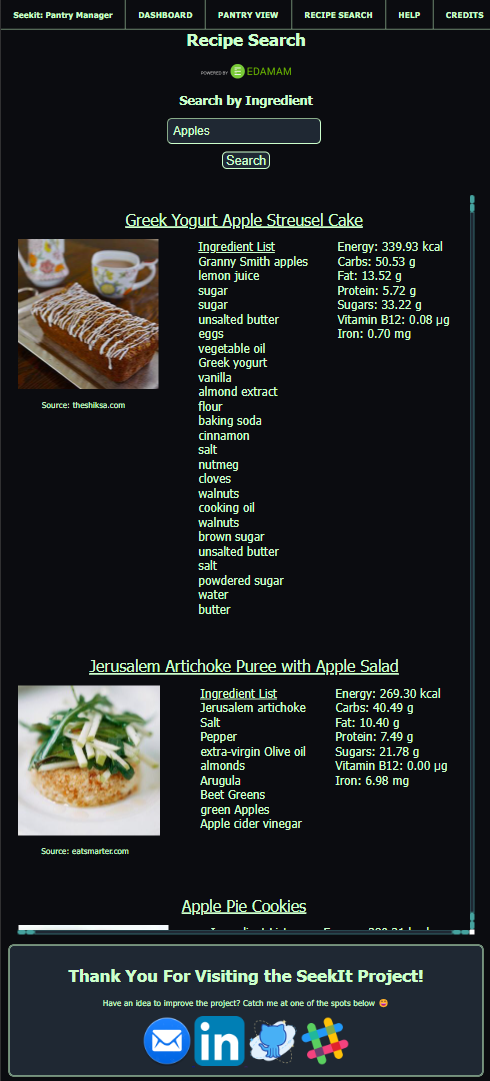 Seekit: Pantry Manager DASHBOARD PANTRY VIEW RECIPE SEARCH HELP CREDITS
Recipe Search
POWERED BY EDAMAM
Search by Ingredient
Apples
Search
Greek Yogurt Apple Streusel Cake
Ingredient List
Granny Smith apples
lemon juice
sugar
sugar
unsalted butter
eggs
vegetable oil
Greek yogurt
vanilla
almond extract
flour
baking soda
cinnamon
salt
nutmeg
cloves
walnuts
cooking oil
walnuts
brown sugar
unsalted butter
salt
powdered sugar
water
butter
Energy: 339.93 kcal
Carbs: 50.53 g
Fat: 13.52 g
Protein: 5.72 g
Sugars: 33.22 g
Vitamin B12: 0.08 µg
Iron: 0.70 mg
Source: theshiksa.com
Jerusalem Artichoke Puree with Apple Salad
Ingredient List
Jerusalem artichoke
Salt
Pepper
extra-virgin Olive oil
almonds
Arugula
Beet Greens
green Apples
Apple cider vinegar
Energy: 269.30 kcal
Carbs: 40.49 g
Fat: 10.40 g
Protein: 7.49 g
Sugars: 21.78 g
Vitamin B12: 0.00 µg
Iron: 6.98 mg
Source: eatsmarter.com
Apple Pie Cookies
Thank You For Visiting the SeekIt Project!
Have an idea to improve the project? Catch me at one of the spots below 😊
in